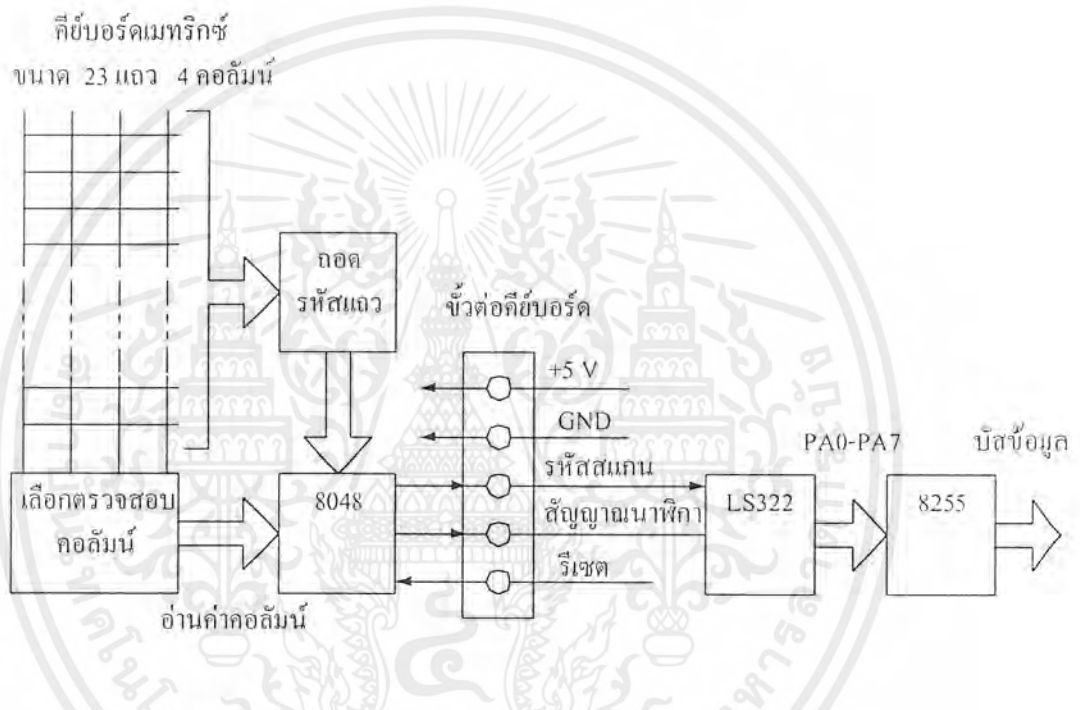 คีย์บอร์ดเมทริกซ์
ขนาด 23 แถว 4 คอลัมน์
ถอด
รหัสแถว
ขั้วต่อคีย์บอร์ด
+5 V
GND
รหัสสแกน
สัญญาณนาฬิกา
รีเซต
PA0-PA7
บัสข้อมูล
เลือกตรวจสอบ
คอลัมน์
8048
LS322
8255
อ่านค่าคอลัมน์